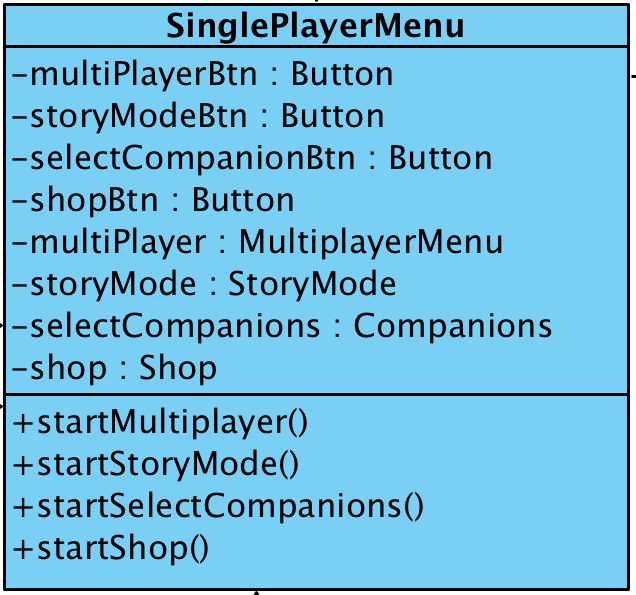 SinglePlayerMenu
-multiPlayerBtn : Button
-storyModeBtn : Button
-selectCompanionBtn : Button
-shopBtn : Button
-multiPlayer : MultiplayerMenu
-storyMode : StoryMode
-selectCompanions : Companions
-shop : Shop
+startMultiplayer()
+startStoryMode()
+startSelectCompanions()
+startShop()